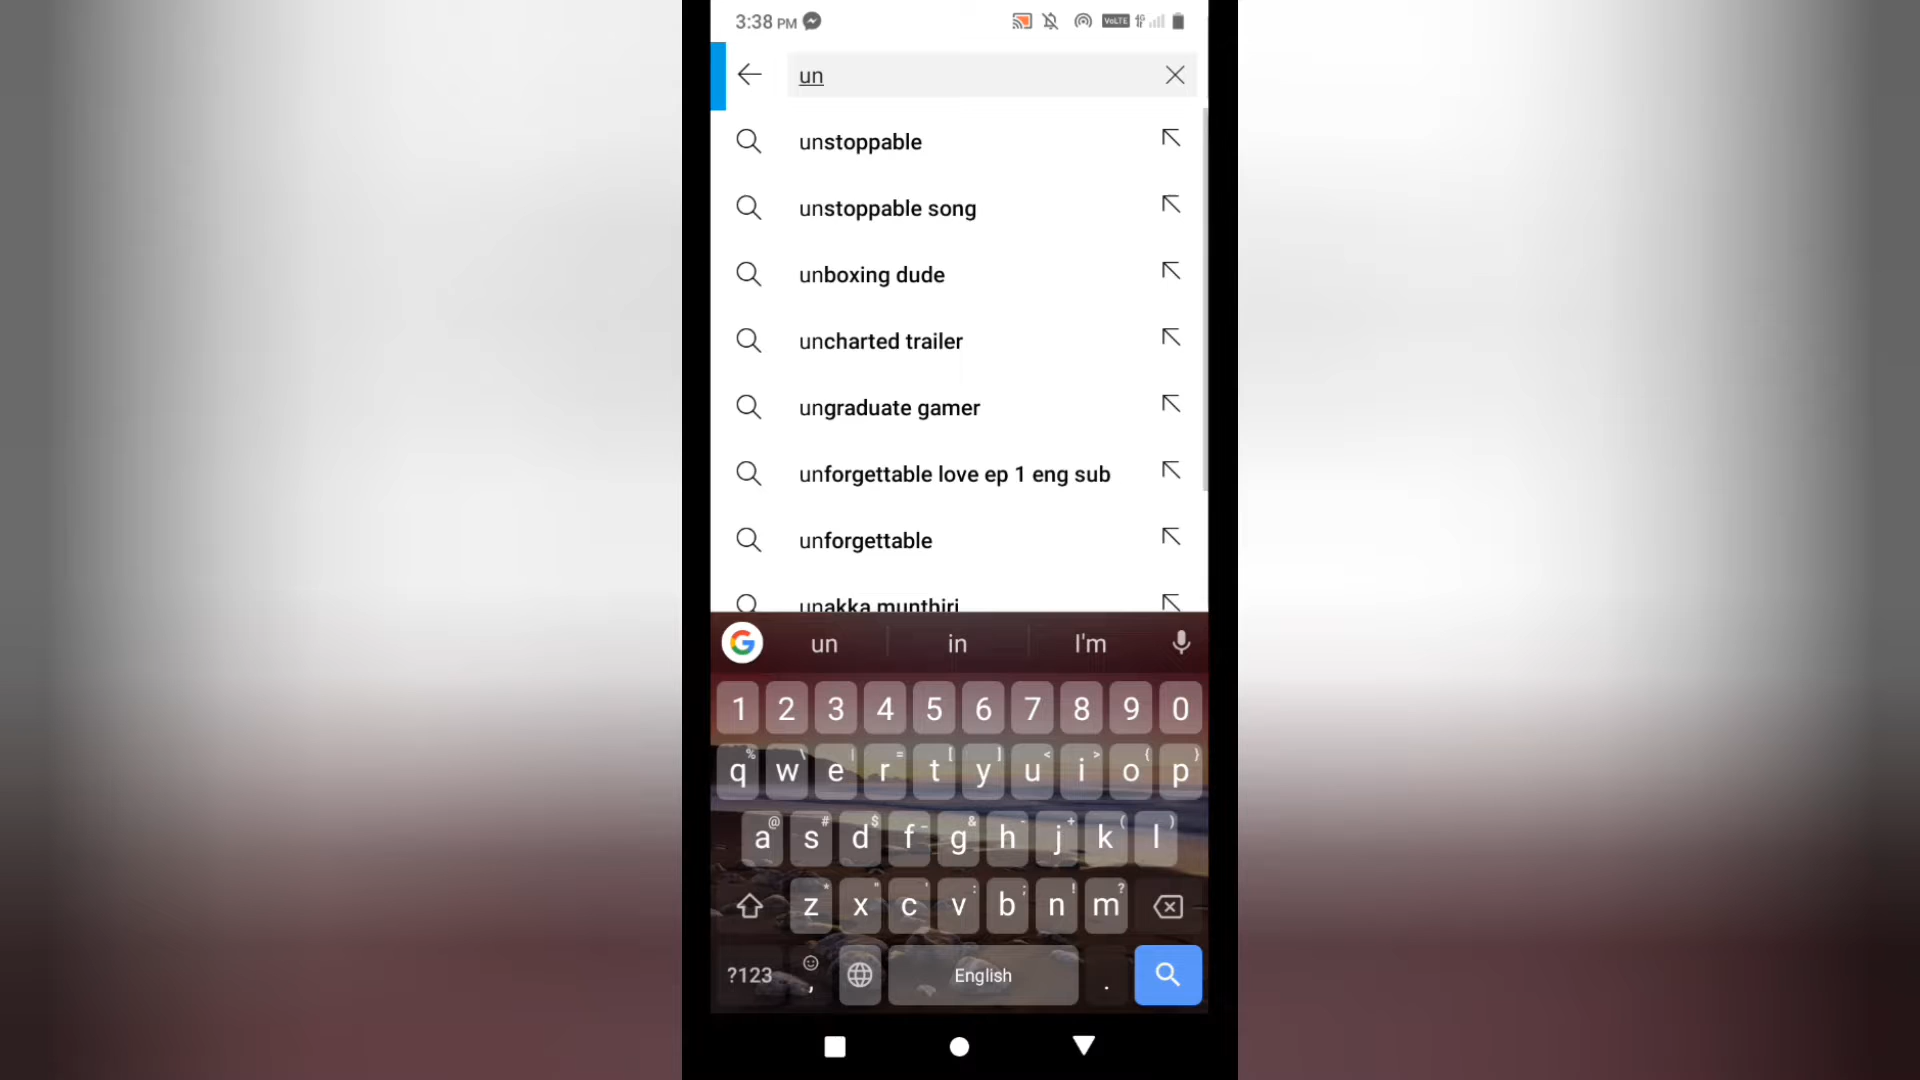 3:38 PM
VoLTE
un
unstoppable
unstoppable song
unboxing dude
uncharted trailer
ungraduate gamer
unforgettable love ep 1 eng sub
unforgettable
unakka munthiri
un in I'm
1 2 3 4 5 6 7 8 9 0
% \ | = [ ] < > { }
q w e r t y u i o p
@ # $ _ & - + ( )
a s d f g h j k l
* " ' : ; ! ?
z x c v b n m
?123 , English .